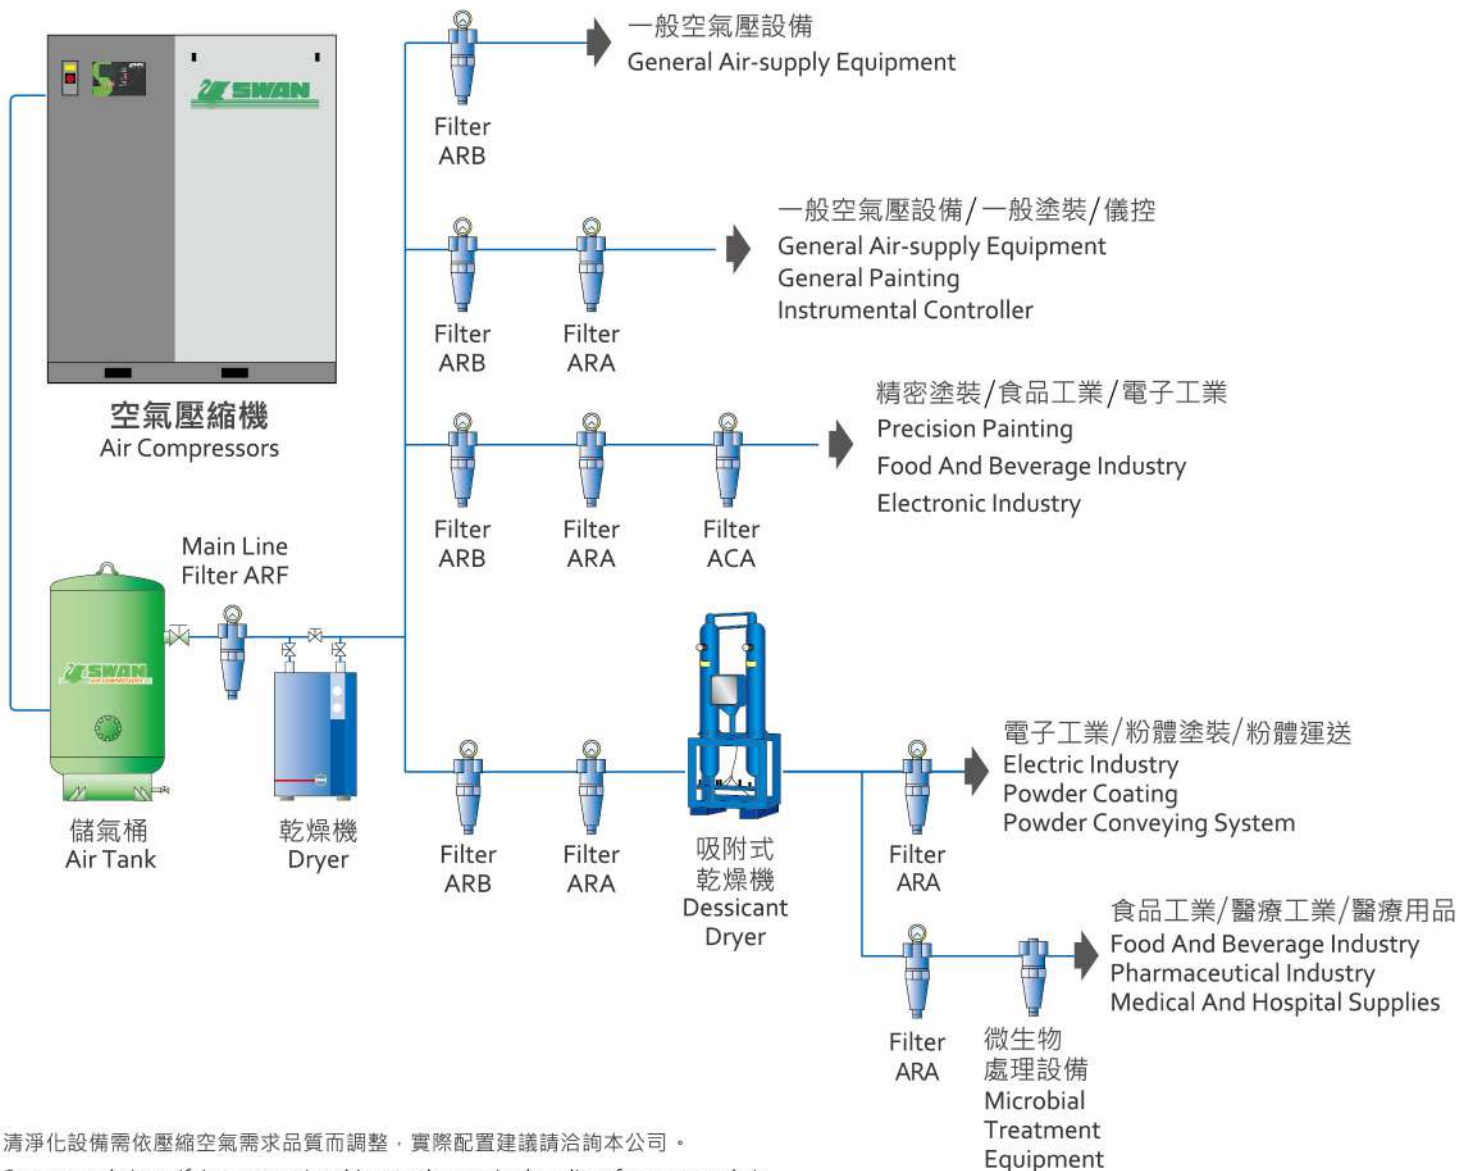 一般空氣壓設備
General Air-supply Equipment
SWAN
Filter
ARB
一般空氣壓設備/一般塗裝/儀控
General Air-supply Equipment
General Painting
Instrumental Controller
Filter
ARB
Filter
ARA
空氣壓縮機
Air Compressors
精密塗裝/食品工業/電子工業
Precision Painting
Food And Beverage Industry
Electronic Industry
Filter
ARB
Filter
ARA
Filter
ACA
Main Line
Filter ARF
SWAN
AIR COMPRESSORS
儲氣桶
Air Tank
乾燥機
Dryer
Filter
ARB
Filter
ARA
吸附式
乾燥機
Dessicant
Dryer
電子工業/粉體塗裝/粉體運送
Electric Industry
Powder Coating
Powder Conveying System
Filter
ARA
食品工業/醫療工業/醫療用品
Food And Beverage Industry
Pharmaceutical Industry
Medical And Hospital Supplies
Filter
ARA
微生物
處理設備
Microbial
Treatment
Equipment
清淨化設備需依壓縮空氣需求品質而調整，實際配置建議請洽詢本公司。